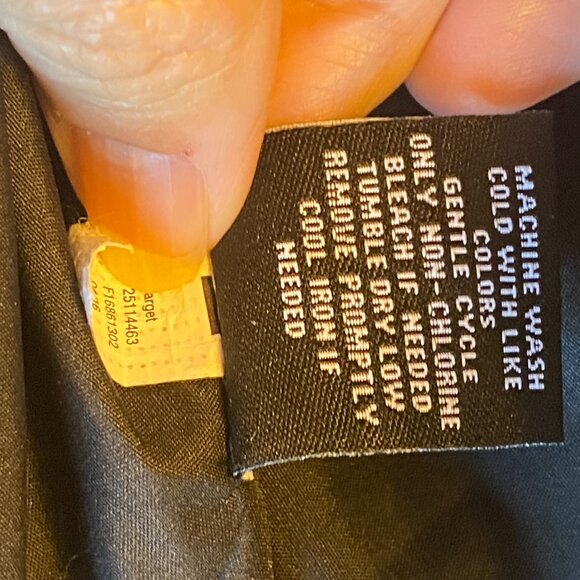 MACHINE WASH
COLD WITH LIKE
COLORS
GENTLE CYCLE
ONLY NON-CHLORINE
BLEACH IF NEEDED
TUMBLE DRY LOW
REMOVE PROMPTLY
COOL IRON IF
NEEDED
arget
25114463
F16861302